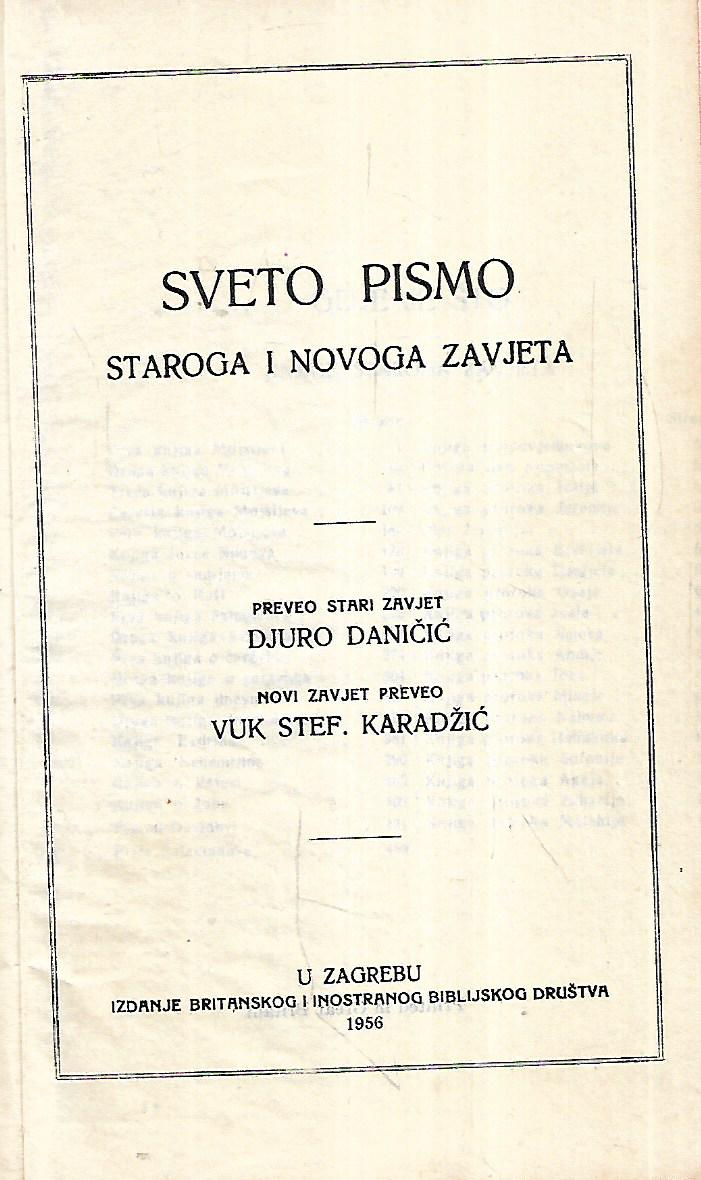 SVETO PISMO
STAROGA I NOVOGA ZAVJETA
PREVEO STARI ZAVJET
DJURO DANIČIĆ
NOVI ZAVJET PREVEO
VUK STEF. KARADŽIĆ
U ZAGREBU
IZDANJE BRITANSKOG I INOSTRANOG BIBLIJSKOG DRUŠTVA
1956